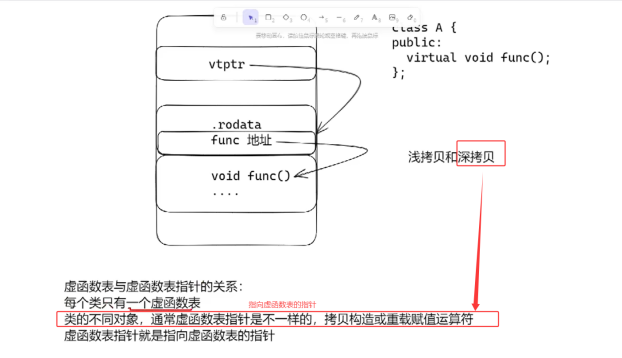 class A {
public:
virtual void func();
};
vtptr
.rodata
func 地址
void func()
....
浅拷贝和深拷贝
虚函数表与虚函数表指针的关系:
每个类只有一个虚函数表
指向虚函数表的指针
类的不同对象，通常虚函数表指针是不一样的，拷贝构造或重载赋值运算符
虚函数表指针就是指向虚函数表的指针